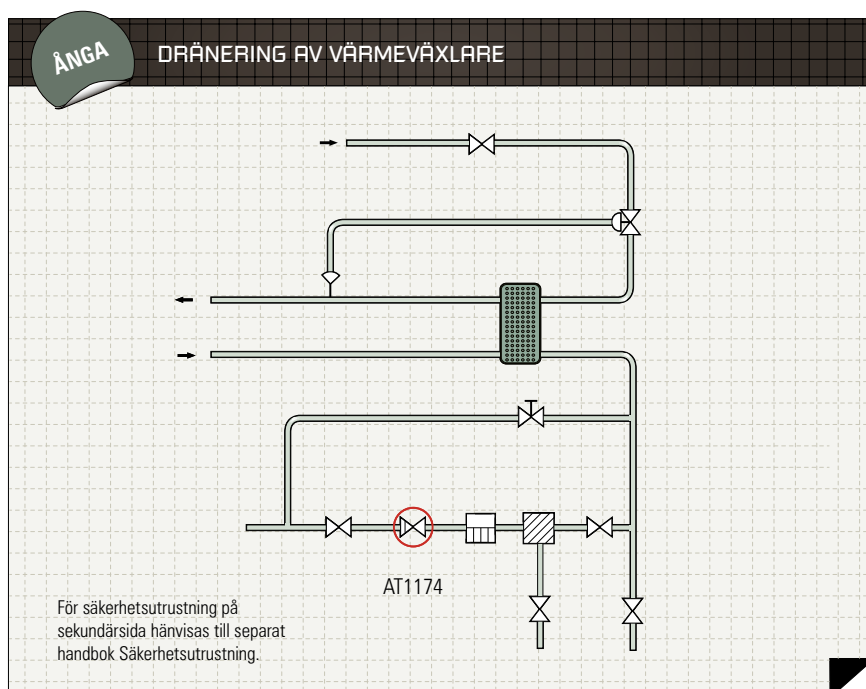 ÅNGA
DRÄNERING AV VÄRMEVÄXLARE
AT1174
För säkerhetsutrustning på
sekundärsida hänvisas till separat
handbok Säkerhetsutrustning.